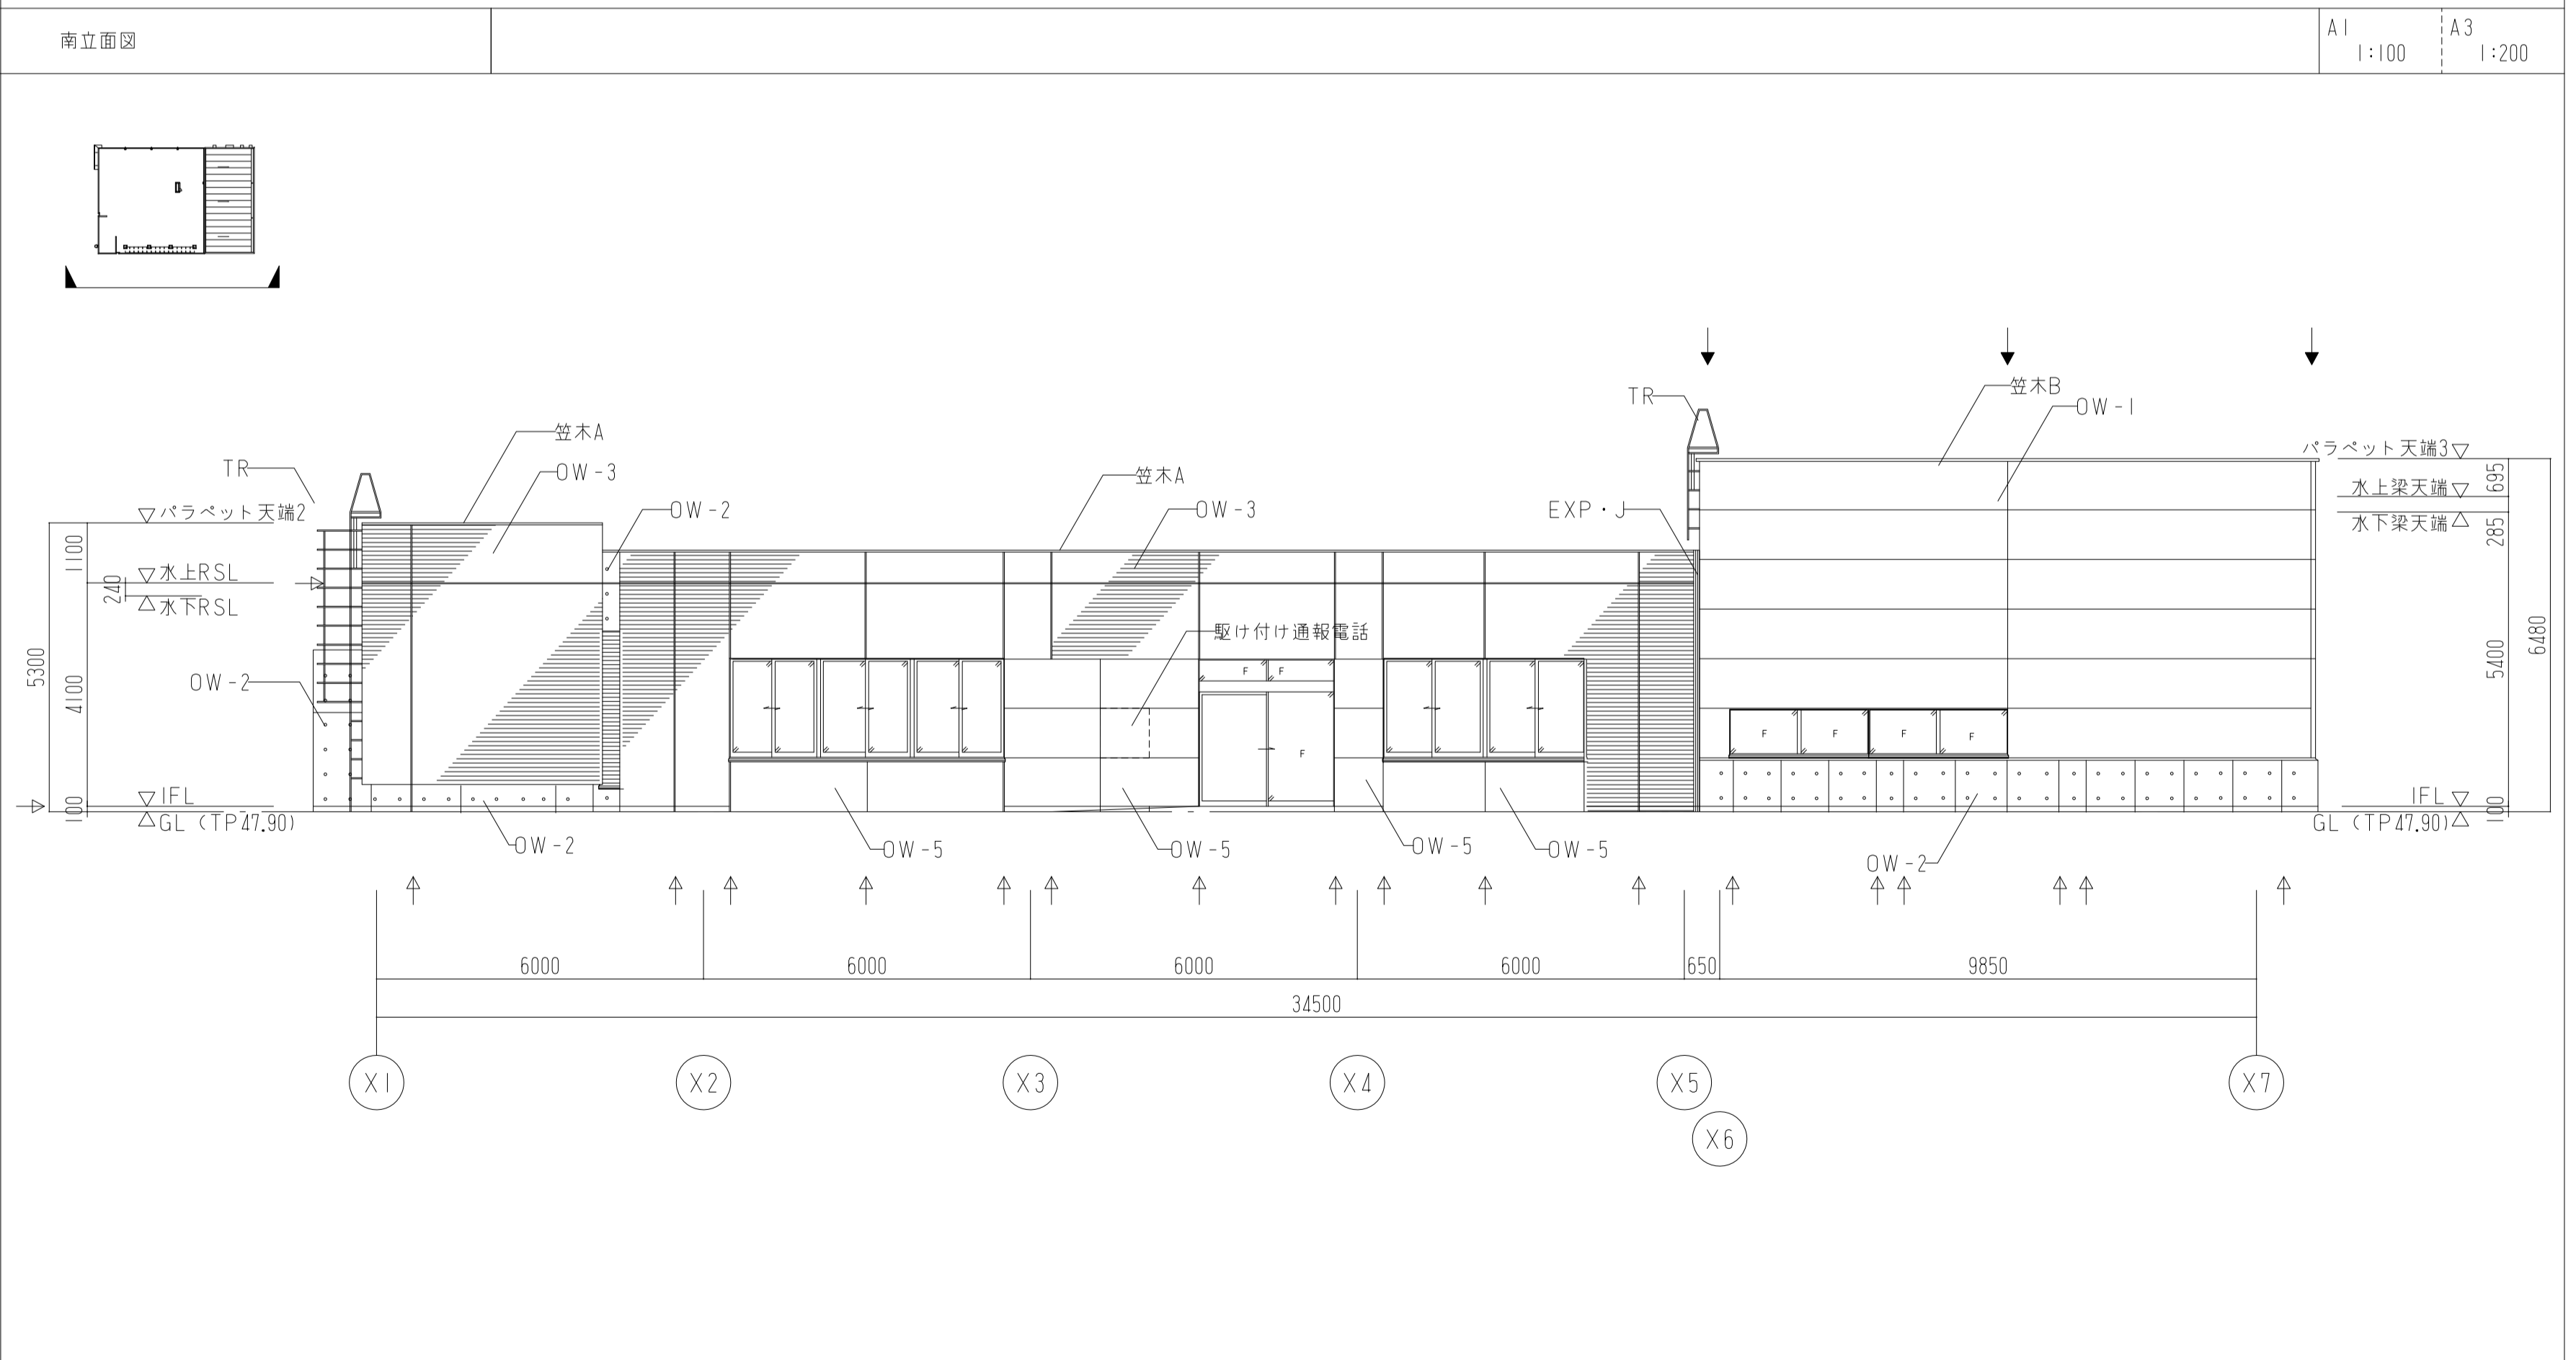 南立面図
A1
1:100
A3
1:200
TR
笠木B
OW-1
笠木A
パラペット天端3
TR
OW-3
笠木A
695
水上梁天端
パラペット天端2
OW-2
OW-3
EXP・J
水下梁天端
285
1100
水上RSL
240
水下RSL
駆け付け通報電話
6480
5300
4100
OW-2
5400
F
F
F
F
F
F
F
1FL
100
GL (TP47.90)
1FL
100
GL (TP47.90)
OW-2
OW-5
OW-5
OW-5
OW-5
OW-2
6000
6000
6000
6000
650
9850
34500
X1
X2
X3
X4
X5
X7
X6